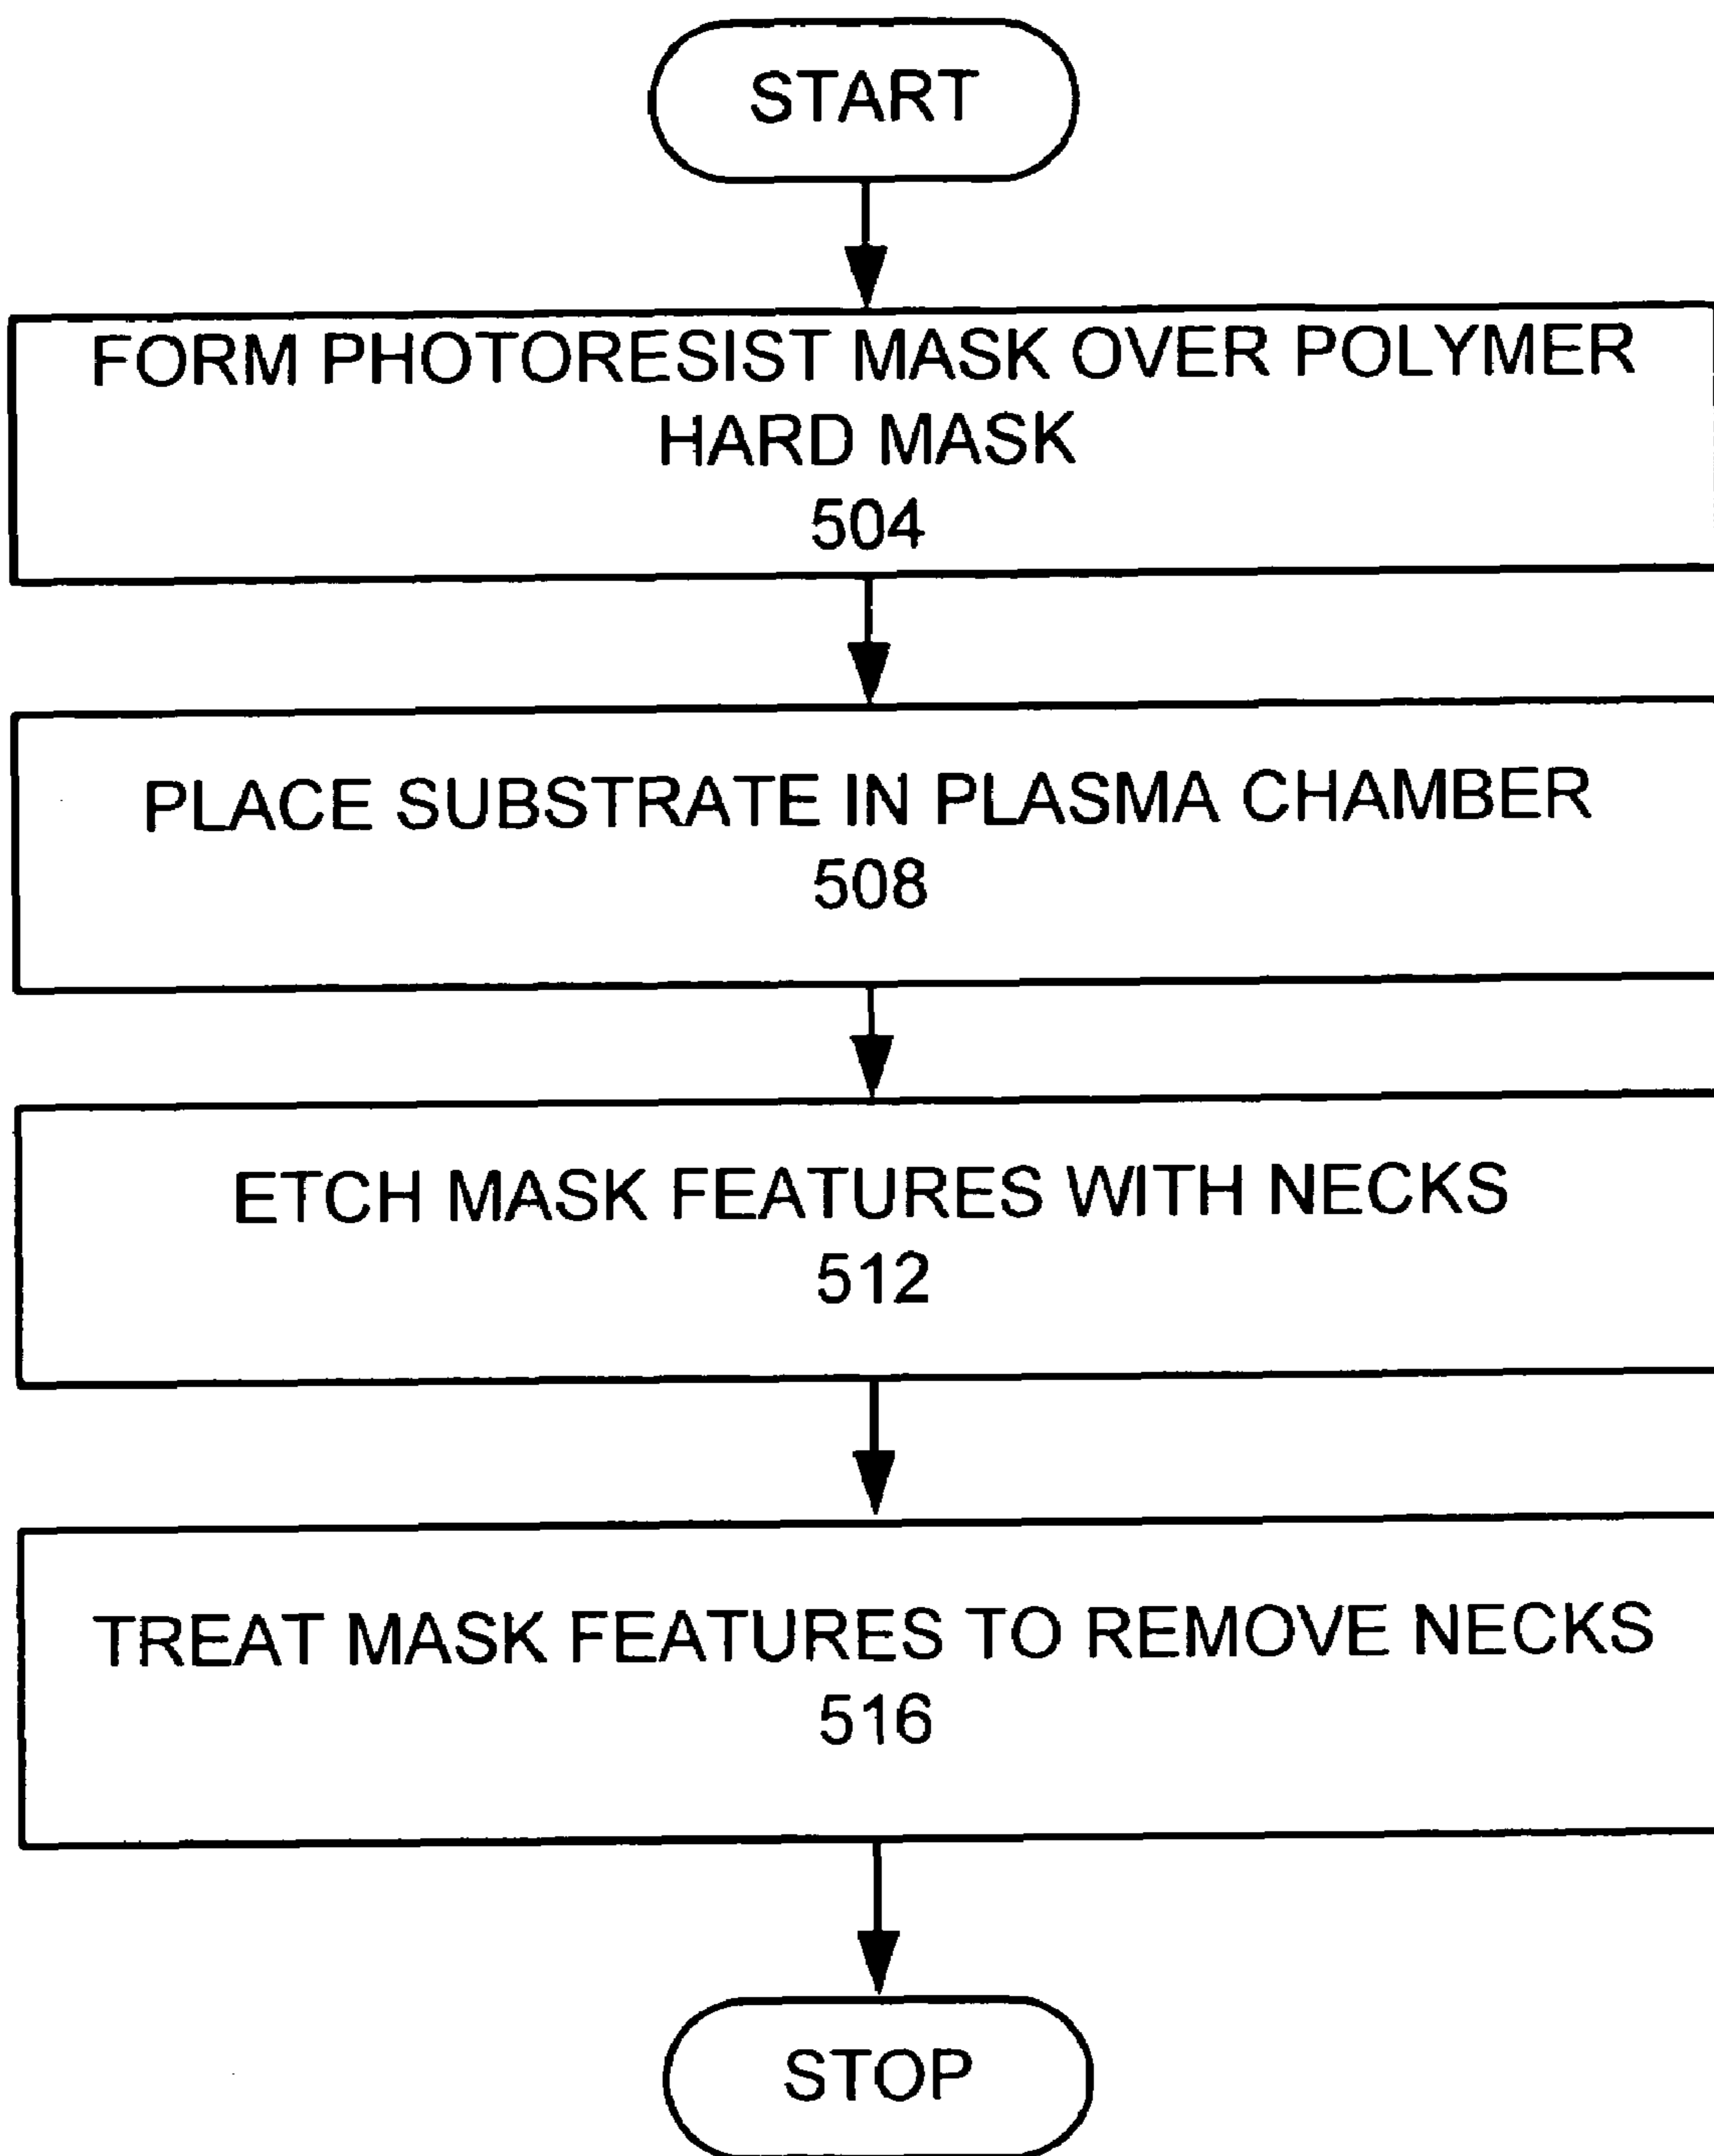 START
FORM PHOTORESIST MASK OVER POLYMER
HARD MASK
504
PLACE SUBSTRATE IN PLASMA CHAMBER
508
ETCH MASK FEATURES WITH NECKS
512
TREAT MASK FEATURES TO REMOVE NECKS
516
STOP